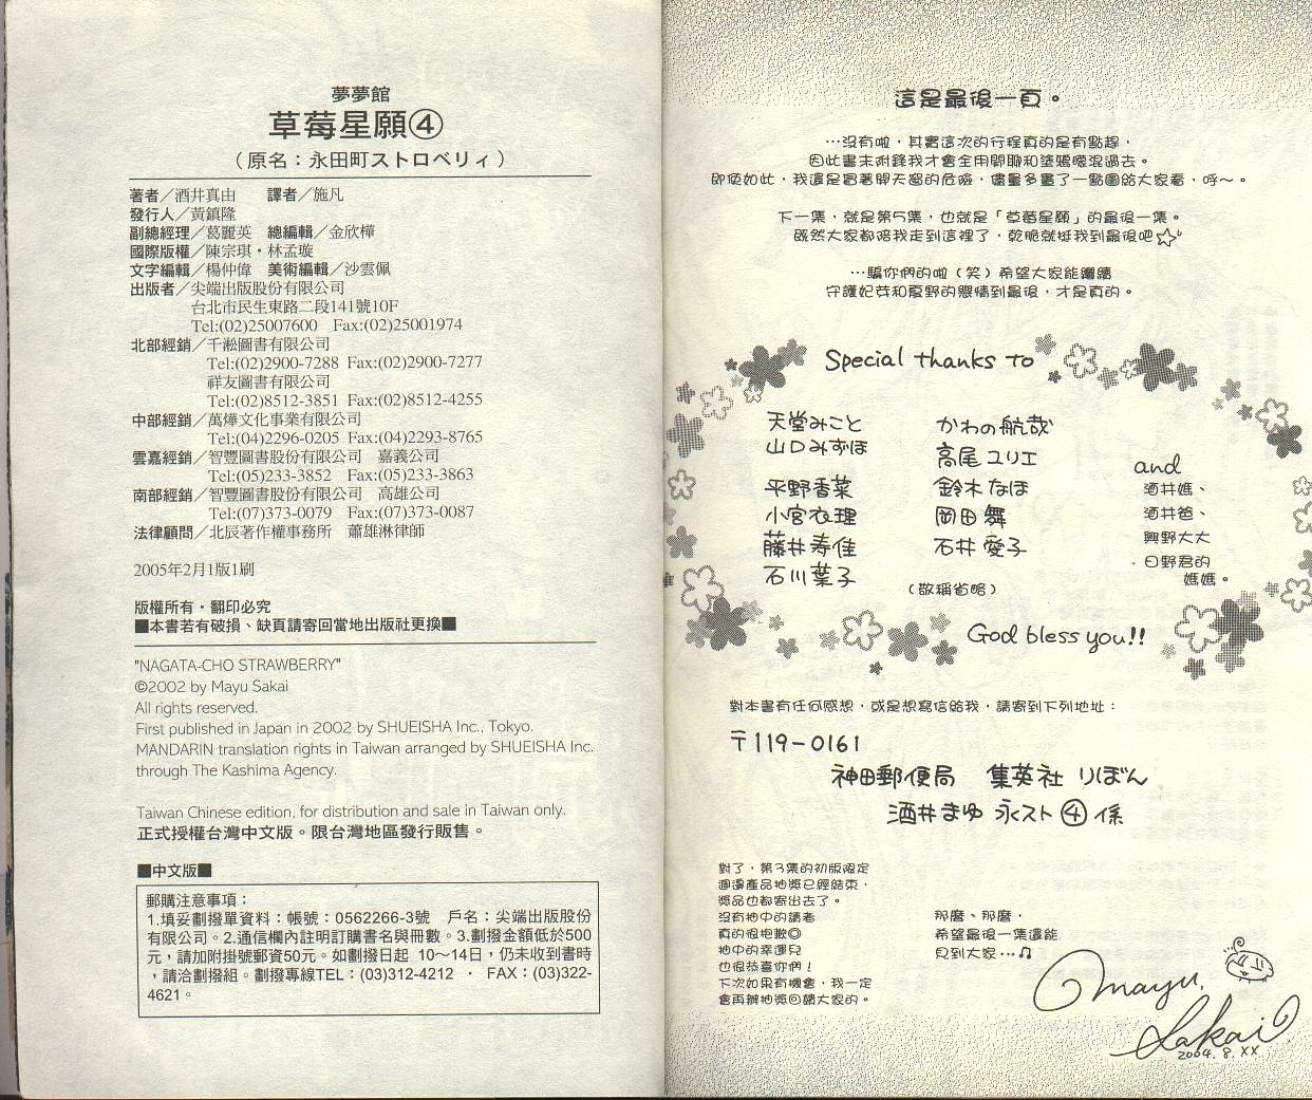 夢夢館
草莓星願④
（原名：永田町ストロベリィ）
著者／酒井真由　譯者／施凡
發行人／黃鎮隆
副總經理／葛麗英　總編輯／金欣樺
國際版權／陳宗琪・林孟璇
文字編輯／楊仲偉　美術編輯／沙雲佩
出版者／尖端出版股份有限公司
台北市民生東路二段141號10F
Tel:(02)25007600　Fax:(02)25001974
北部經銷／千淞圖書有限公司
Tel:(02)2900-7288 Fax:(02)2900-7277
祥友圖書有限公司
Tel:(02)8512-3851 Fax:(02)8512-4255
中部經銷／萬燁文化事業有限公司
Tel:(04)2296-0205 Fax:(04)2293-8765
雲嘉經銷／智豐圖書股份有限公司　嘉義公司
Tel:(05)233-3852　Fax:(05)233-3863
南部經銷／智豐圖書股份有限公司　高雄公司
Tel:(07)373-0079　Fax:(07)373-0087
法律顧問／北辰著作權事務所　蕭雄淋律師
2005年2月1版1刷
版權所有・翻印必究
■本書若有破損、缺頁請寄回當地出版社更換■
"NAGATA-CHO STRAWBERRY"
©2002 by Mayu Sakai
All rights reserved.
First published in Japan in 2002 by SHUEISHA Inc., Tokyo.
MANDARIN translation rights in Taiwan arranged by SHUEISHA Inc.
through The Kashima Agency.
Taiwan Chinese edition, for distribution and sale in Taiwan only.
正式授權台灣中文版。限台灣地區發行販售。
■中文版■
郵購注意事項：
1.填妥劃撥單資料：帳號：0562266-3號　戶名：尖端出版股份
有限公司。2.通信欄內註明訂購書名與冊數。3.劃撥金額低於500
元，請加附掛號郵資50元。如劃撥日起 10～14日，仍未收到書時
，請洽劃撥組。劃撥專線TEL：(03)312-4212 ・ FAX：(03)322-
4621。
這是最後一頁。
…沒有啦，其實這次的行程真的是有點趕，
因此書末附錄我才會全用閒聊和塗鴉矇混過去。
即使如此，我還是冒著開天窗的危險，儘量多畫了一點圖給大家看，呼～。
下一集，就是第5集，也就是「草莓星願」的最後一集。
既然大家都陪我走到這裡了，乾脆就挺我到最後吧☆
…騙你們的啦（笑）希望大家能繼續
守護妃芽和夏野的戀情到最後，才是真的。
Special thanks to
天堂みこと
山口みずほ
平野香菜
小宮衣理
藤井寿佳
石川葉子
かわの航哉
高尾ユリエ
鈴木なほ
岡田舞
石井愛子
（敬稱省略）
and
酒井媽、
酒井爸、
興野太太
日野君的
媽媽。
God bless you!!
對本書有任何感想，或是想寫信給我，請寄到下列地址：
〒119-0161
神田郵便局　集英社 りぼん
酒井まゆ 永スト④係
對了，第3集的初版限定
週邊產品抽獎已經結束，
獎品也都寄出去了。
沒有抽中的讀者
真的很抱歉◎
抽中的幸運兒
也很恭喜你們！
下次如果有機會，我一定
會再辦抽獎回饋大家的。
那麼、那麼，
希望最後一集還能
見到大家…♫
mayu.
Sakai
2004.8.XX